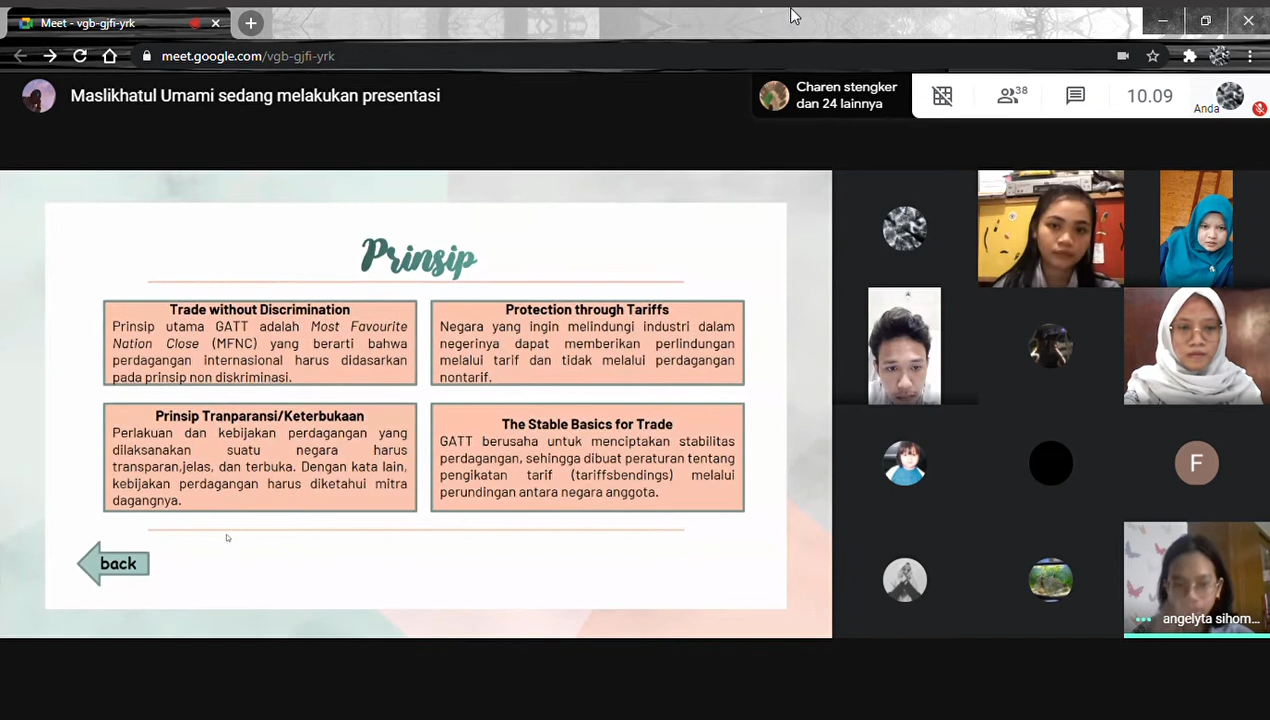 Meet - vgb-gjfi-yrk
meet.google.com/vgb-gjfi-yrk
Maslikhatul Umami sedang melakukan presentasi
Charen stengker
dan 24 lainnya
38
10.09
Anda
Prinsip
Trade without Discrimination
Prinsip utama GATT adalah Most Favourite
Nation Close (MFNC) yang berarti bahwa
perdagangan internasional harus didasarkan
pada prinsip non diskriminasi.
Protection through Tariffs
Negara yang ingin melindungi industri dalam
negerinya dapat memberikan perlindungan
melalui tarif dan tidak melalui perdagangan
nontarif.
Prinsip Tranparansi/Keterbukaan
Perlakuan dan kebijakan perdagangan yang
dilaksanakan suatu negara harus
transparan,jelas, dan terbuka. Dengan kata lain,
kebijakan perdagangan harus diketahui mitra
dagangnya.
The Stable Basics for Trade
GATT berusaha untuk menciptakan stabilitas
perdagangan, sehingga dibuat peraturan tentang
pengikatan tarif (tariffsbendings) melalui
perundingan antara negara anggota.
back
F
angelyta sihom...